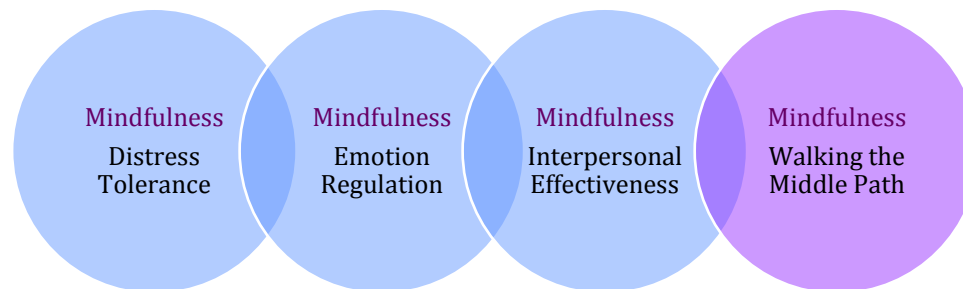 Mindfulness
Distress
Tolerance
Mindfulness
Emotion
Regulation
Mindfulness
Interpersonal
Effectiveness
Mindfulness
Walking the
Middle Path